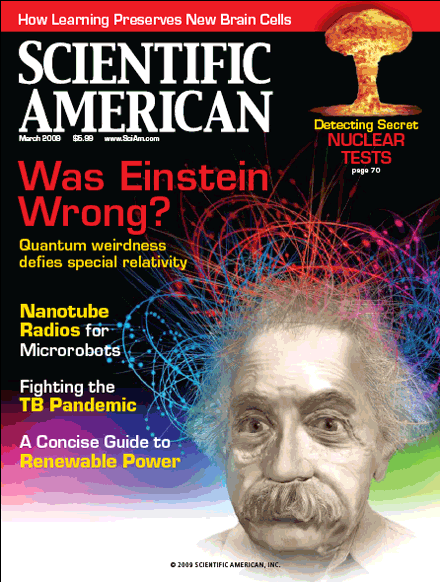 How Learning Preserves New Brain Cells
SCIENTIFIC
AMERICAN
March 2009 $5.99 www.SciAm.com
Detecting Secret
NUCLEAR
TESTS
page 70
Was Einstein
Wrong?
Quantum weirdness
defies special relativity
Nanotube
Radios for
Microrobots
Fighting the
TB Pandemic
A Concise Guide to
Renewable Power
© 2009 SCIENTIFIC AMERICAN, INC.